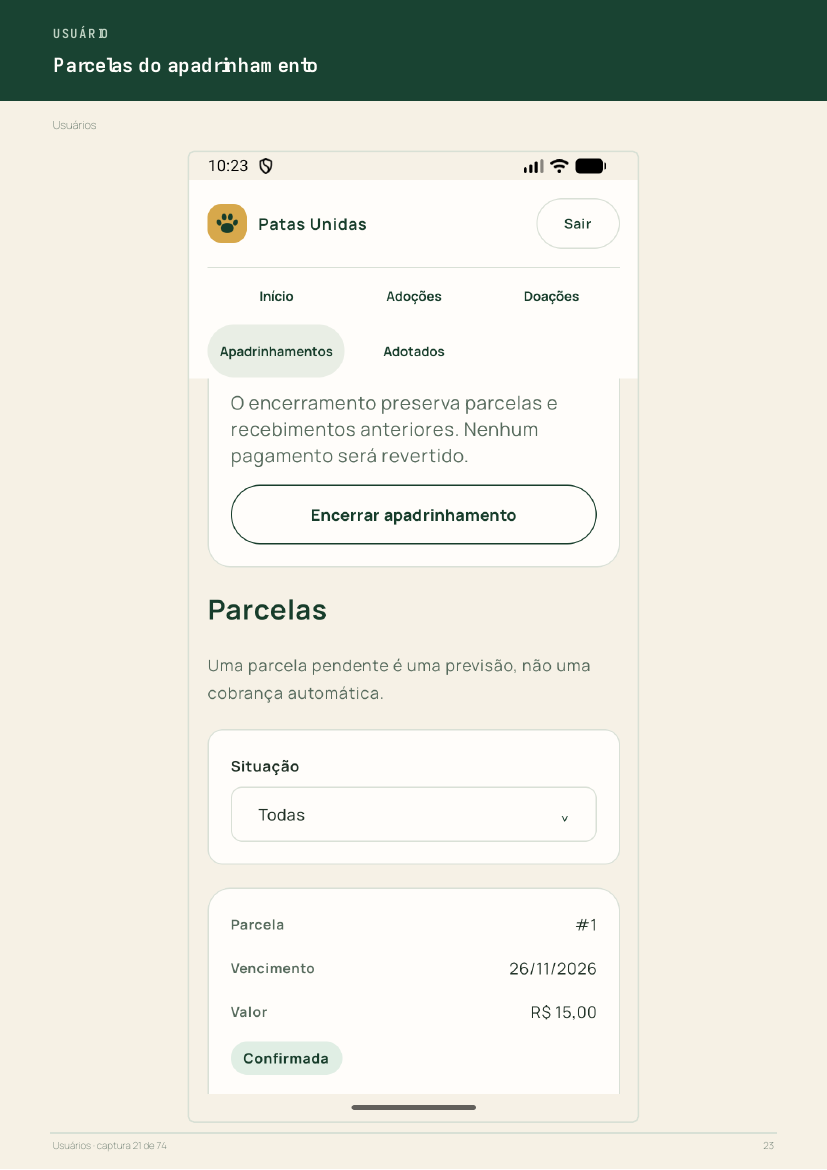 USUÁRIO
Parcelas do apadrinhamento
Usuários
10:23
Patas Unidas
Sair
Início
Adoções
Doações
Apadrinhamentos
Adotados
O encerramento preserva parcelas e
recebimentos anteriores. Nenhum
pagamento será revertido.
Encerrar apadrinhamento
Parcelas
Uma parcela pendente é uma previsão, não uma
cobrança automática.
Situação
Todas
Parcela #1
Vencimento 26/11/2026
Valor R$ 15,00
Confirmada
Usuários · captura 21 de 74
23